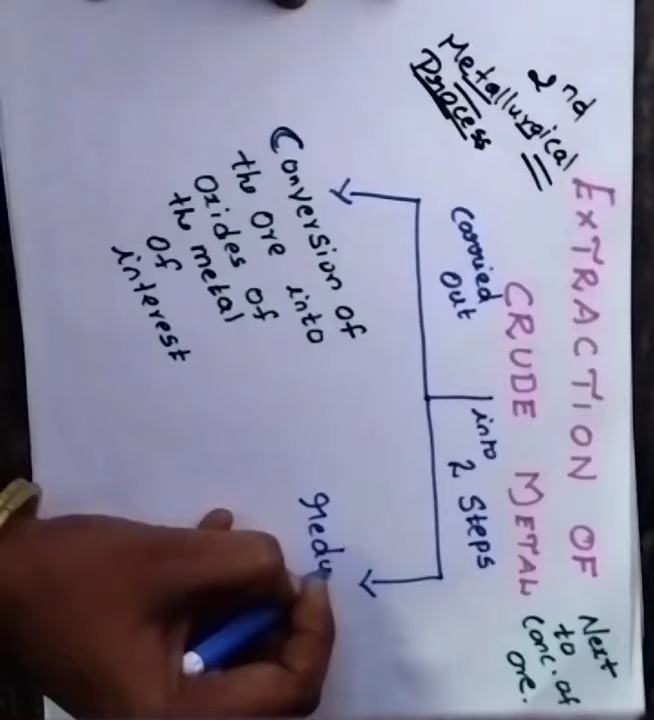 2nd
Metallurgical
Process
EXTRACTION OF
CRUDE METAL
Next
to
conc. of
ore.
carried
out
into
2 steps
Conversion of
the ore into
Oxides of
the metal
of
interest
redu